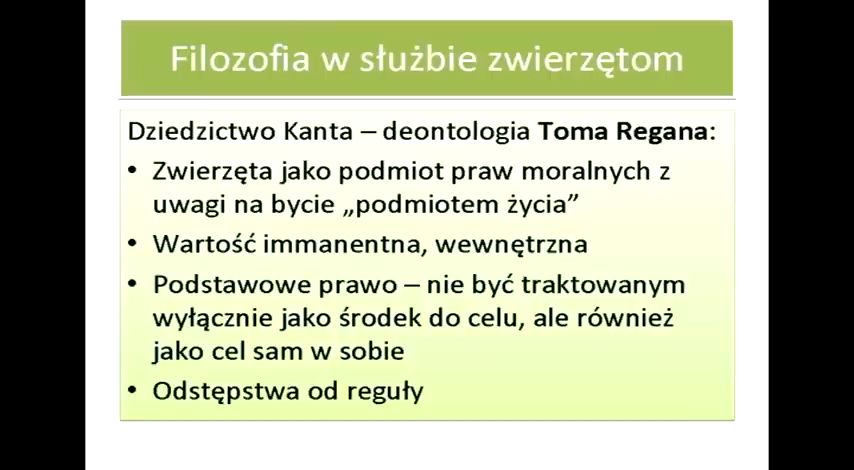 Filozofia w służbie zwierzętom
Dziedzictwo Kanta – deontologia Toma Regana:
• Zwierzęta jako podmiot praw moralnych z
uwagi na bycie „podmiotem życia”
• Wartość immanentna, wewnętrzna
• Podstawowe prawo – nie być traktowanym
wyłącznie jako środek do celu, ale również
jako cel sam w sobie
• Odstępstwa od reguły